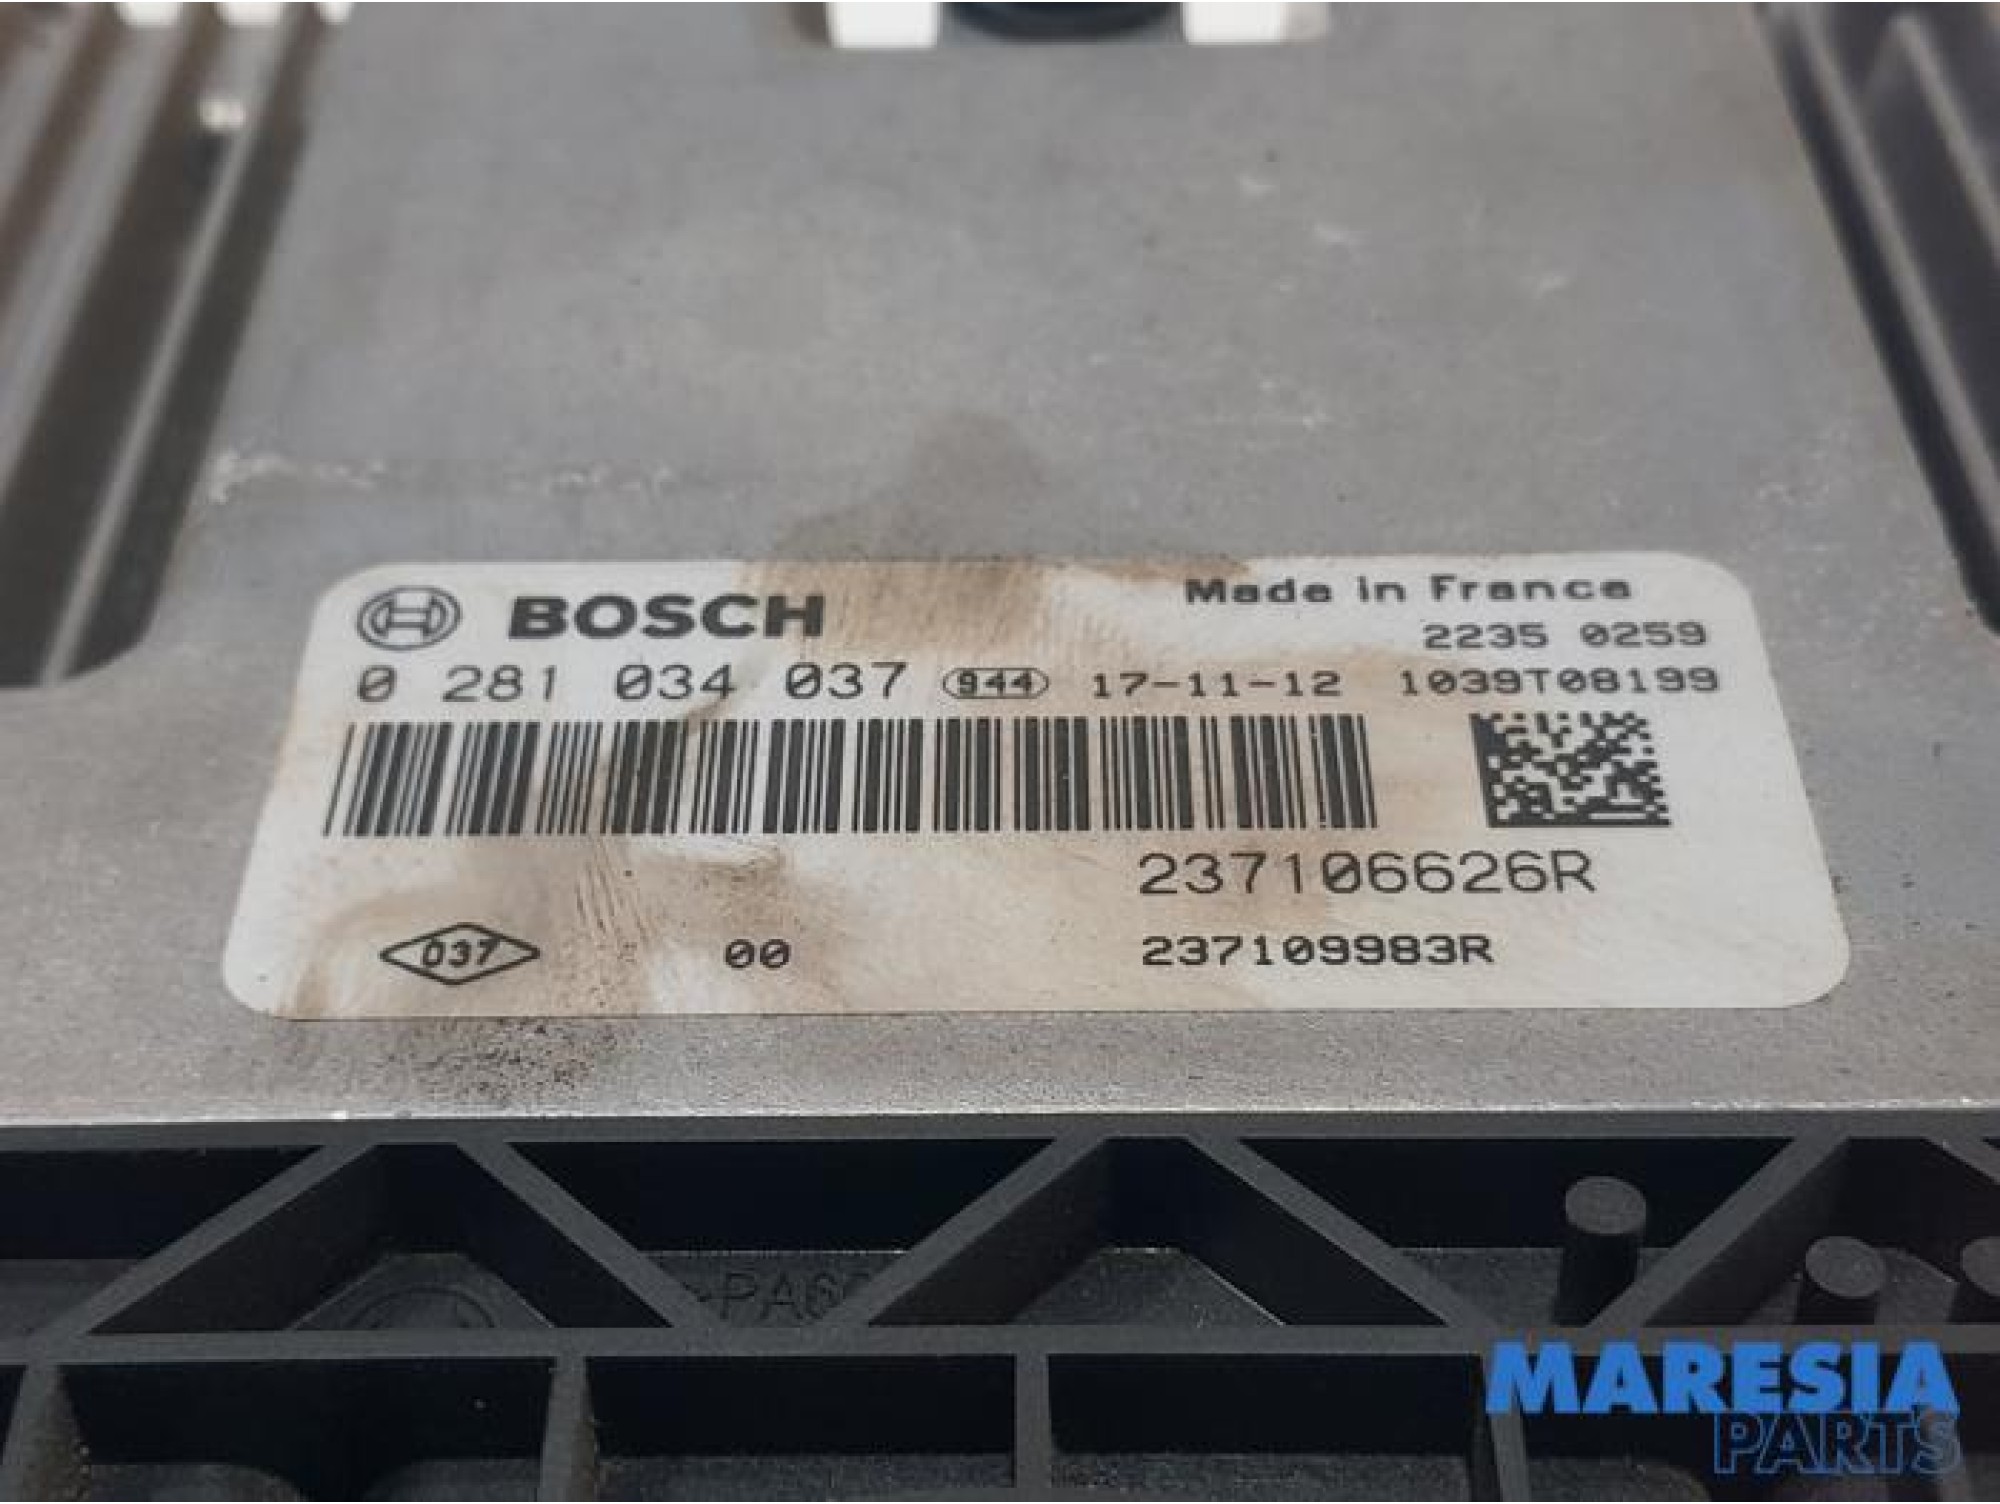 BOSCH
Made in France
2235 0259
0 281 034 037 944 17-11-12 1039T08199
237106626R
037 00 237109983R
MARESIA
PARTS